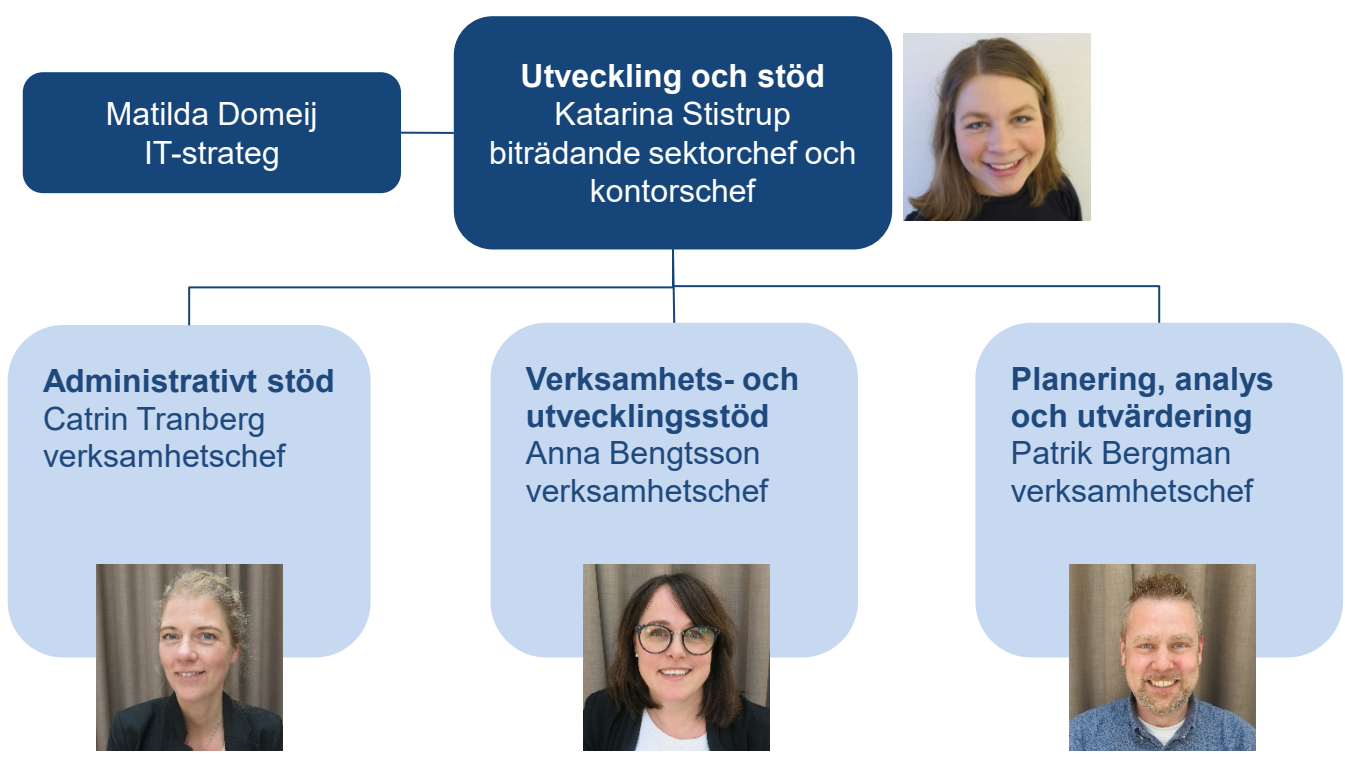 Matilda Domeij
IT-strateg
Utveckling och stöd
Katarina Stistrup
biträdande sektorchef och
kontorschef
Administrativt stöd
Catrin Tranberg
verksamhetschef
Verksamhets- och
utvecklingsstöd
Anna Bengtsson
verksamhetschef
Planering, analys
och utvärdering
Patrik Bergman
verksamhetschef